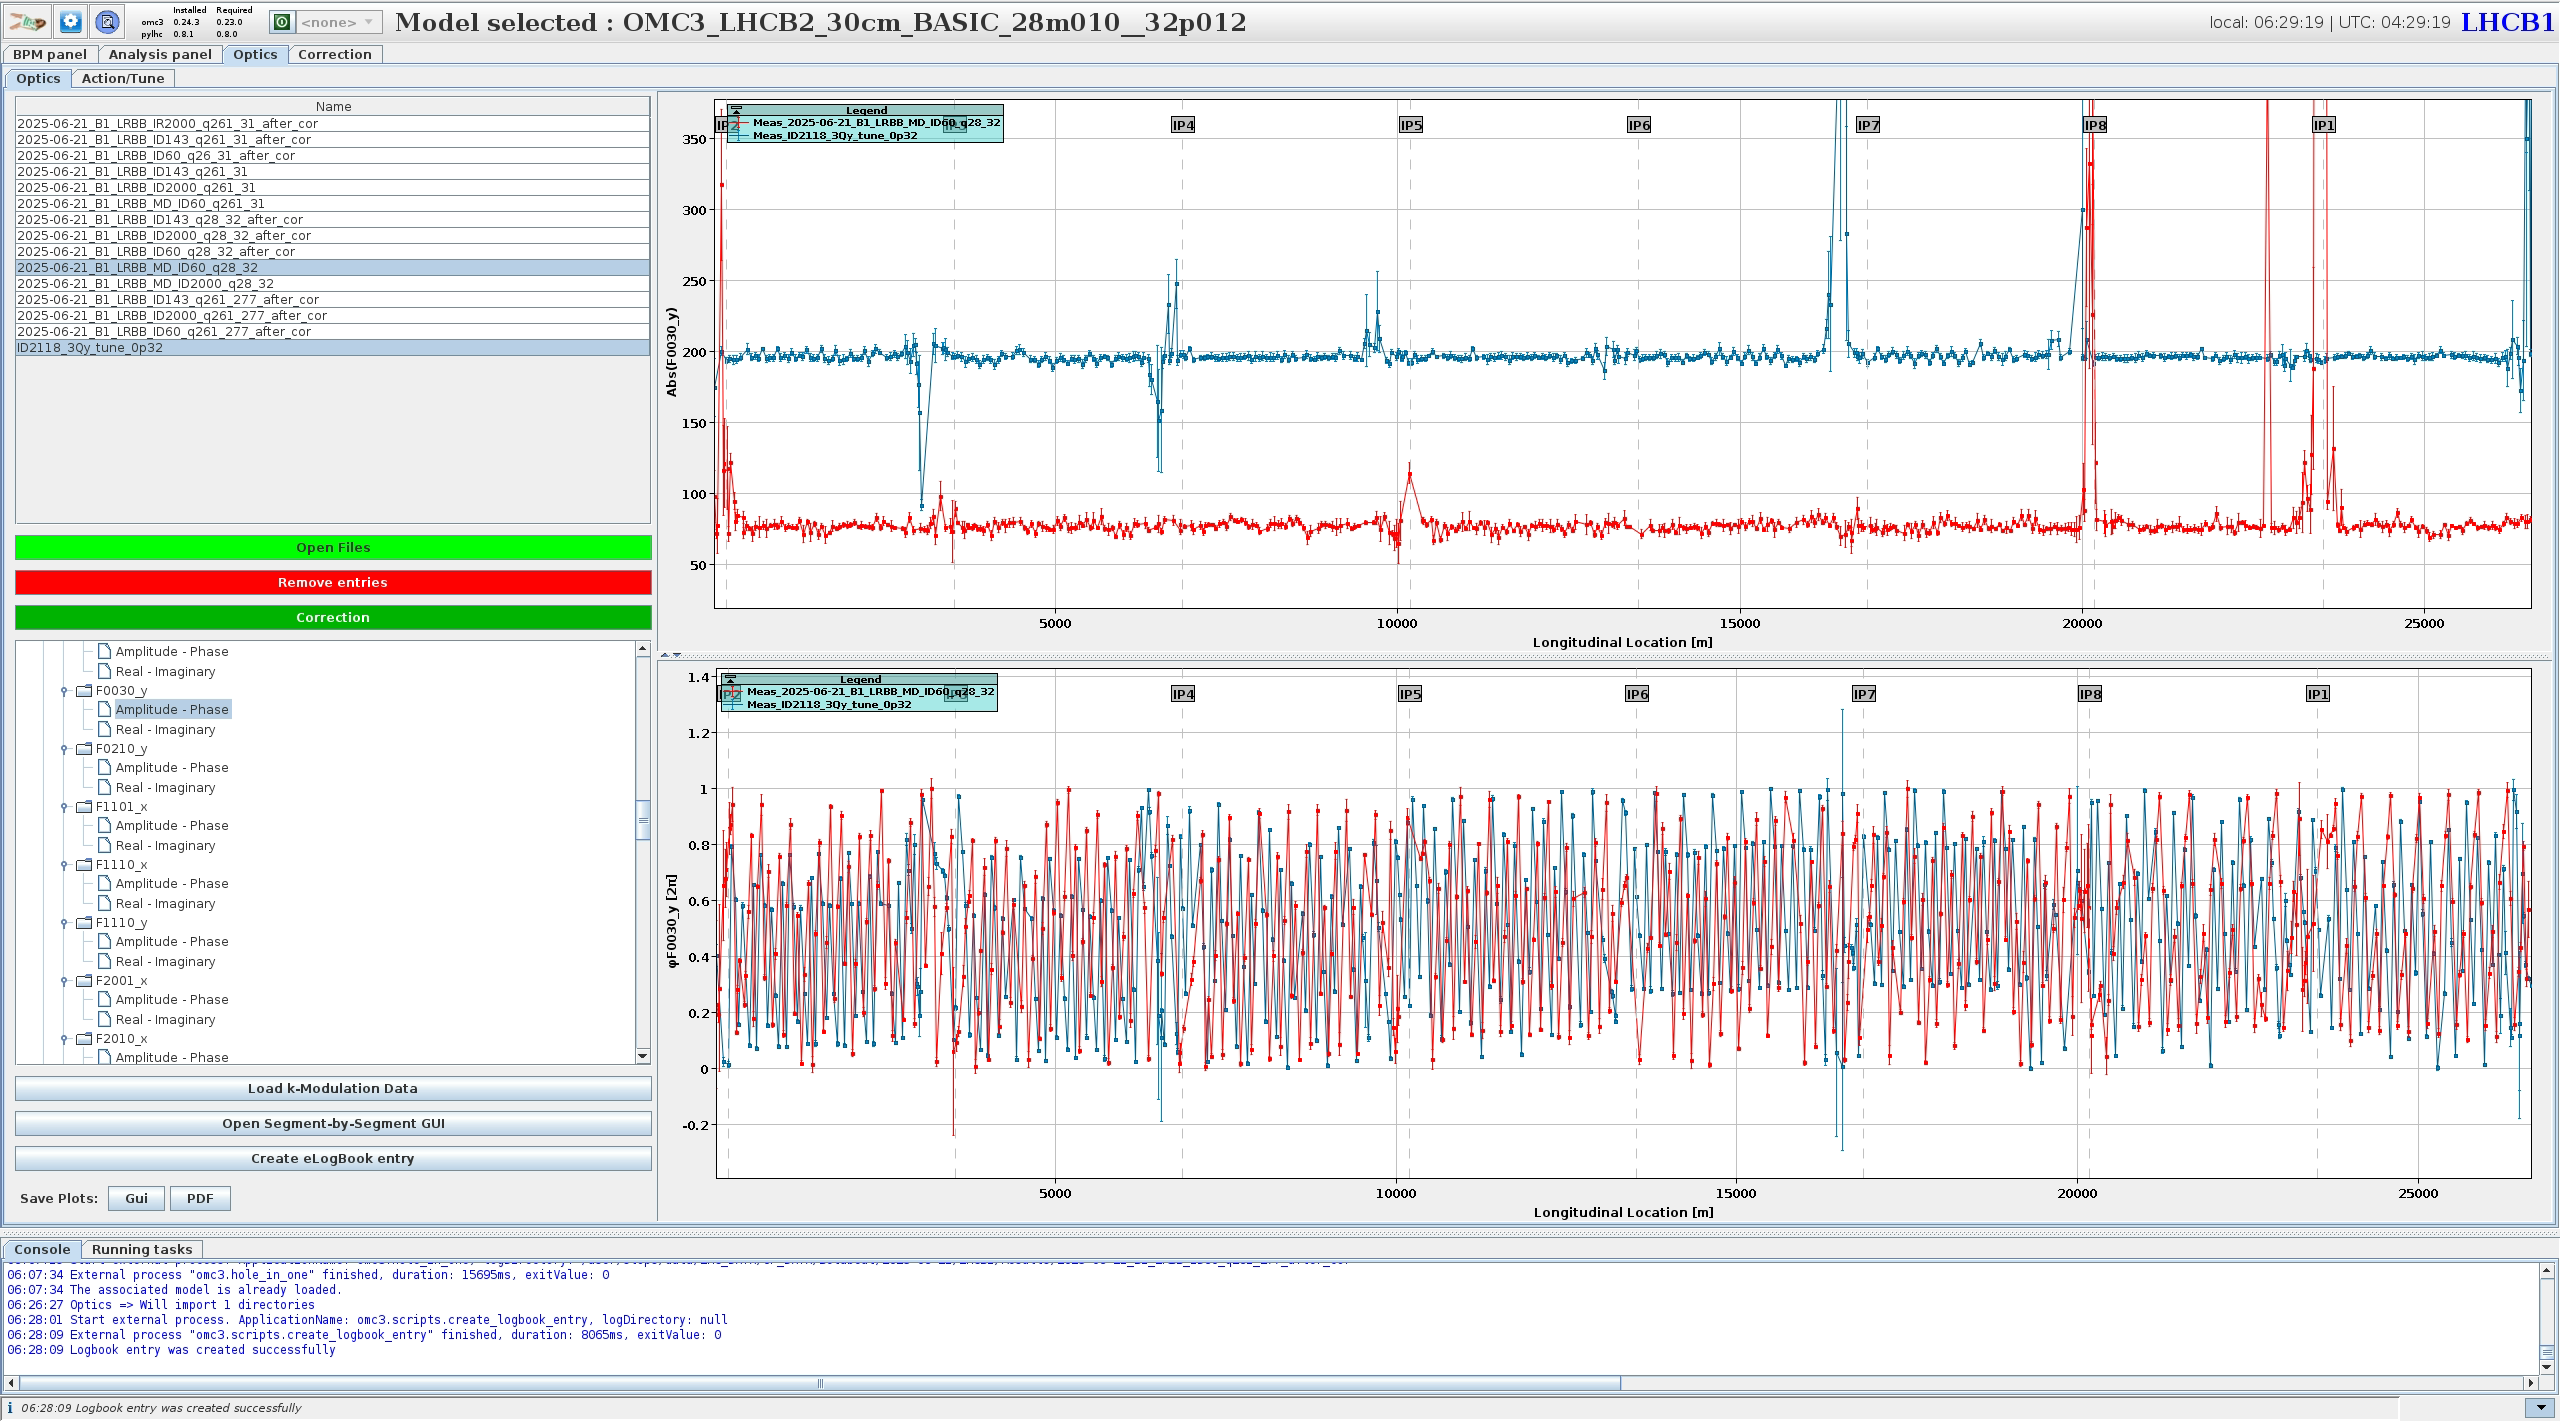 Installed Required
omc3 0.24.3 0.23.0
pylhc 0.8.1 0.8.0
<none>
Model selected : OMC3_LHCB2_30cm_BASIC_28m010__32p012
local: 06:29:19 | UTC: 04:29:19 LHCB1
BPM panel Analysis panel Optics Correction
Optics Action/Tune
Name
2025-06-21_B1_LRBB_IR2000_q261_31_after_cor
2025-06-21_B1_LRBB_ID143_q261_31_after_cor
2025-06-21_B1_LRBB_ID60_q26_31_after_cor
2025-06-21_B1_LRBB_ID143_q261_31
2025-06-21_B1_LRBB_ID2000_q261_31
2025-06-21_B1_LRBB_MD_ID60_q261_31
2025-06-21_B1_LRBB_ID143_q28_32_after_cor
2025-06-21_B1_LRBB_ID2000_q28_32_after_cor
2025-06-21_B1_LRBB_ID60_q28_32_after_cor
2025-06-21_B1_LRBB_MD_ID60_q28_32
2025-06-21_B1_LRBB_MD_ID2000_q28_32
2025-06-21_B1_LRBB_ID143_q261_277_after_cor
2025-06-21_B1_LRBB_ID2000_q261_277_after_cor
2025-06-21_B1_LRBB_ID60_q261_277_after_cor
ID2118_3Qy_tune_0p32
Open Files
Remove entries
Correction
Amplitude - Phase
Real - Imaginary
F0030_y
Amplitude - Phase
Real - Imaginary
F0210_y
Amplitude - Phase
Real - Imaginary
F1101_x
Amplitude - Phase
Real - Imaginary
F1110_x
Amplitude - Phase
Real - Imaginary
F1110_y
Amplitude - Phase
Real - Imaginary
F2001_x
Amplitude - Phase
Real - Imaginary
F2010_x
Amplitude - Phase
Load k-Modulation Data
Open Segment-by-Segment GUI
Create eLogBook entry
Save Plots: Gui PDF
Legend
Meas_2025-06-21_B1_LRBB_MD_ID60_q28_32
Meas_ID2118_3Qy_tune_0p32
IP4 IP5 IP6 IP7 IP8 IP1
350
300
250
200
150
100
50
Abs(F0030_y)
5000 10000 15000 20000 25000
Longitudinal Location [m]
Legend
Meas_2025-06-21_B1_LRBB_MD_ID60_q28_32
Meas_ID2118_3Qy_tune_0p32
IP4 IP5 IP6 IP7 IP8 IP1
1.4
1.2
1
0.8
0.6
0.4
0.2
0
-0.2
φF0030_y [2π]
5000 10000 15000 20000 25000
Longitudinal Location [m]
Console Running tasks
06:07:34 External process "omc3.hole_in_one" finished, duration: 15695ms, exitValue: 0
06:07:34 The associated model is already loaded.
06:26:27 Optics => Will import 1 directories
06:28:01 Start external process. ApplicationName: omc3.scripts.create_logbook_entry, logDirectory: null
06:28:09 External process "omc3.scripts.create_logbook_entry" finished, duration: 8065ms, exitValue: 0
06:28:09 Logbook entry was created successfully
06:28:09 Logbook entry was created successfully